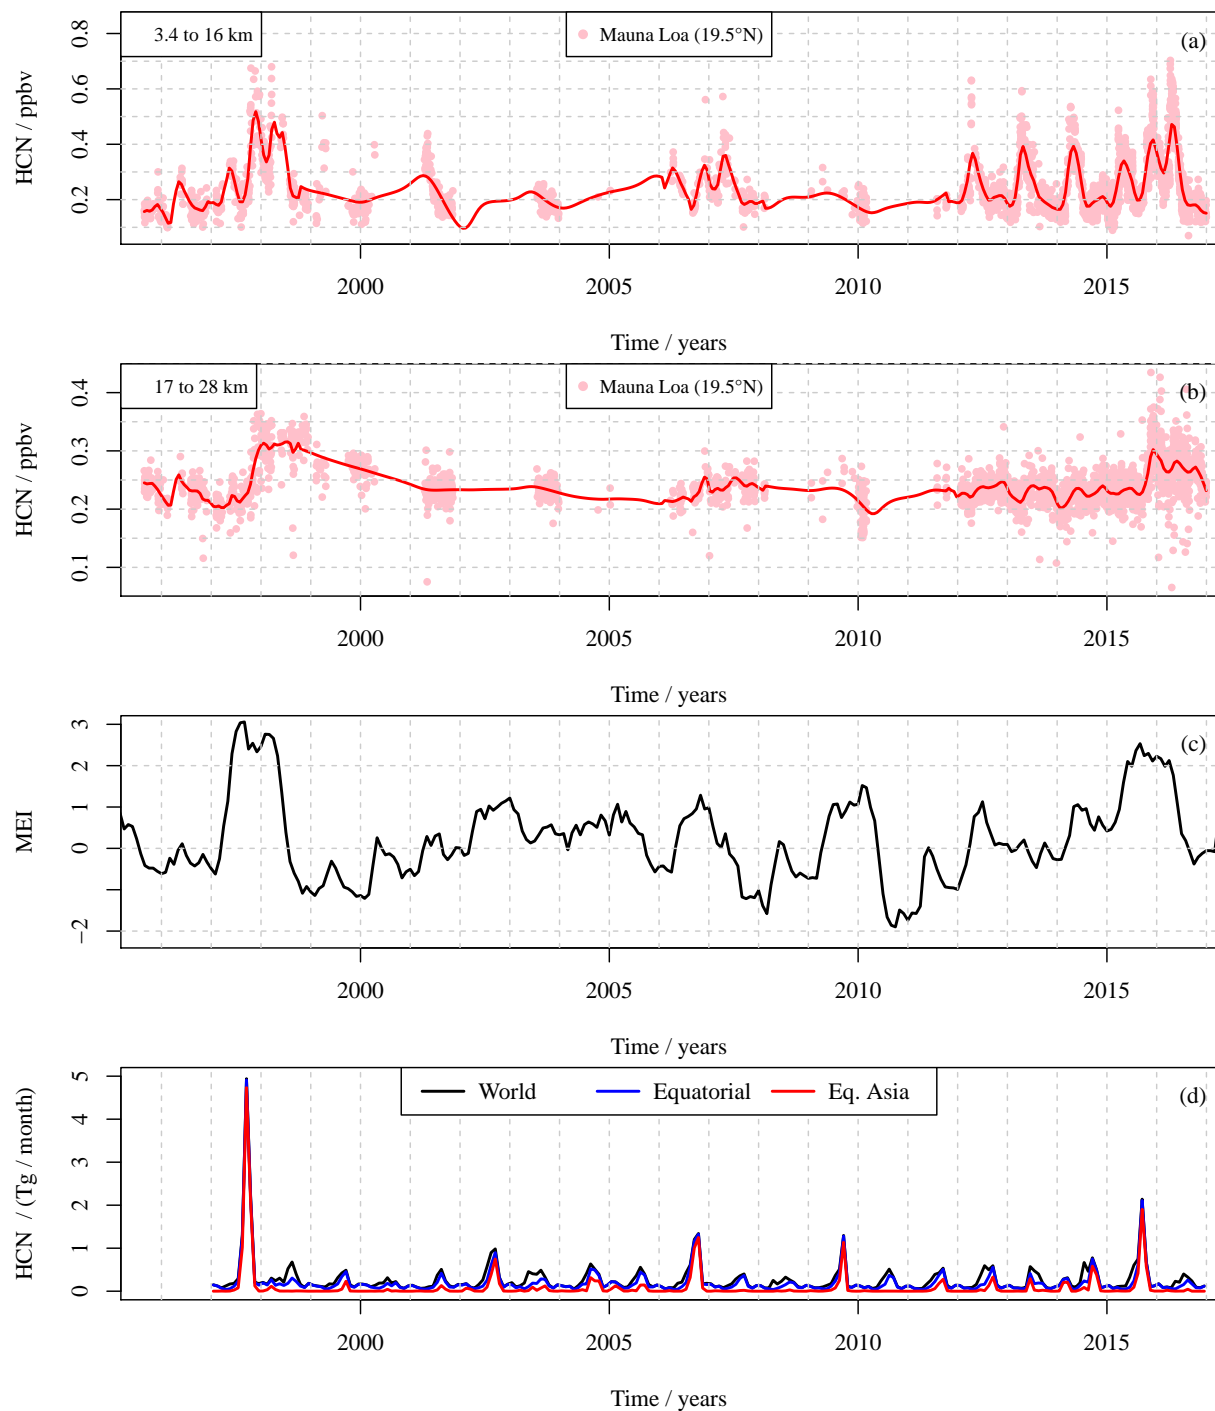 3.4 to 16 km
Mauna Loa (19.5°N)
(a)
HCN / ppbv
0.8
0.6
0.4
0.2
2000 2005 2010 2015
Time / years
17 to 28 km
Mauna Loa (19.5°N)
(b)
HCN / ppbv
0.4
0.3
0.2
0.1
2000 2005 2010 2015
Time / years
(c)
MEI
3
2
1
0
−2
2000 2005 2010 2015
Time / years
World Equatorial Eq. Asia
(d)
HCN / (Tg / month)
5
4
3
2
1
0
2000 2005 2010 2015
Time / years